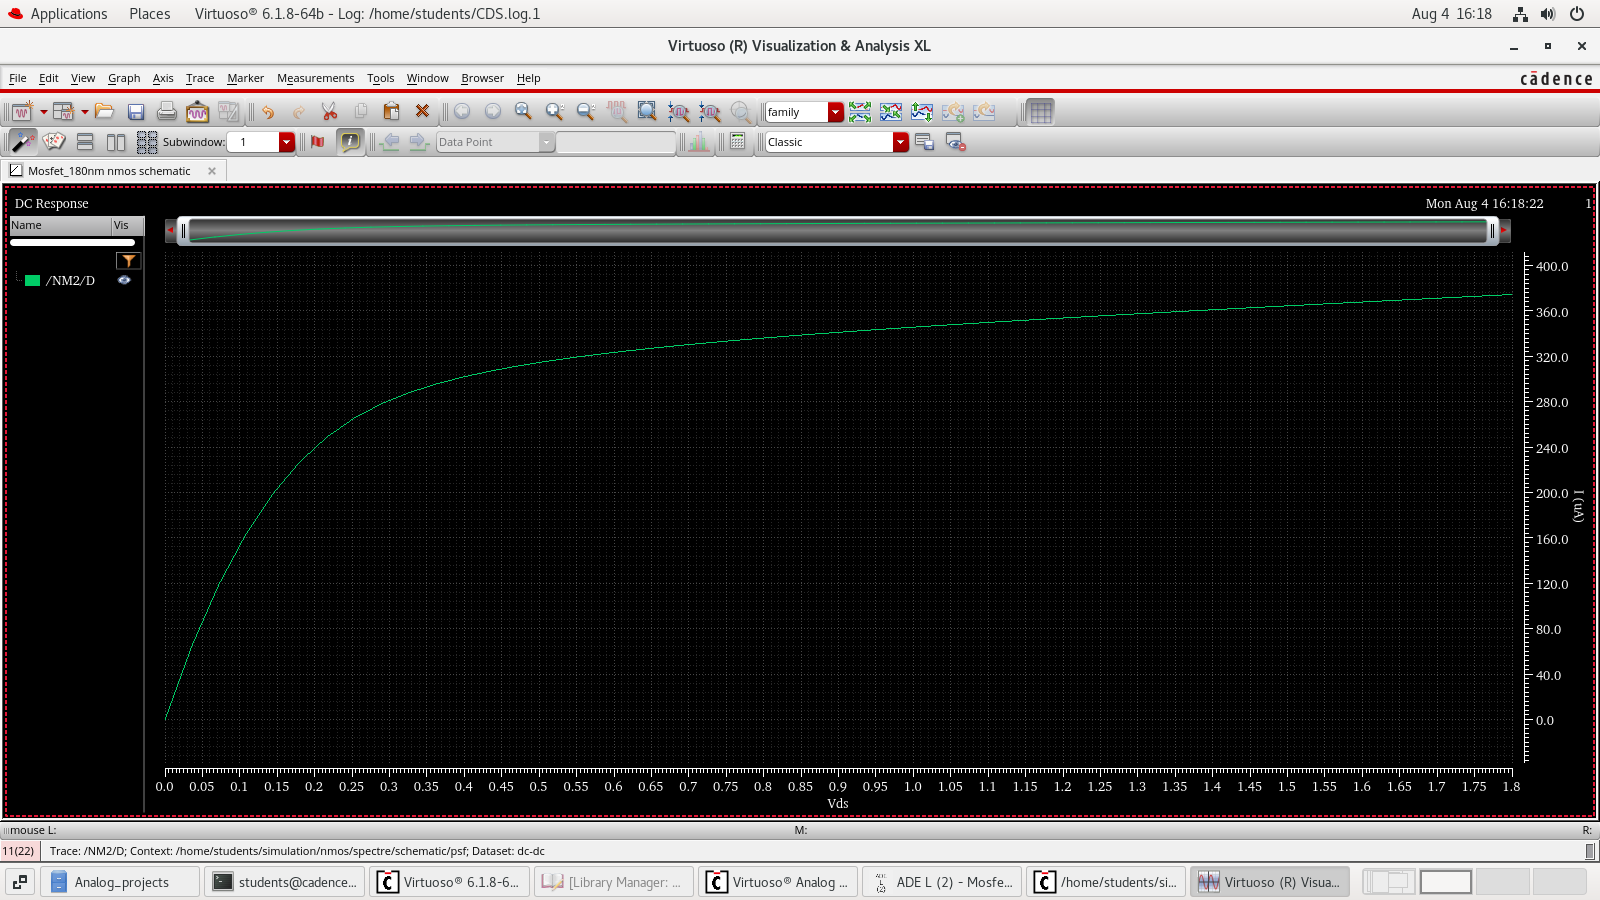 Applications Places Virtuoso® 6.1.8-64b - Log: /home/students/CDS.log.1 Aug 4 16:18
Virtuoso (R) Visualization & Analysis XL
File Edit View Graph Axis Trace Marker Measurements Tools Window Browser Help cādence
family
Subwindow: 1 Data Point Classic
Mosfet_180nm nmos schematic
DC Response Mon Aug 4 16:18:22 1
Name Vis
/NM2/D
400.0
360.0
320.0
280.0
240.0
200.0
160.0
120.0
80.0
40.0
0.0
I (uA)
0.0 0.05 0.1 0.15 0.2 0.25 0.3 0.35 0.4 0.45 0.5 0.55 0.6 0.65 0.7 0.75 0.8 0.85 0.9 0.95 1.0 1.05 1.1 1.15 1.2 1.25 1.3 1.35 1.4 1.45 1.5 1.55 1.6 1.65 1.7 1.75 1.8
Vds
mouse L: M: R:
11(22) Trace: /NM2/D; Context: /home/students/simulation/nmos/spectre/schematic/psf; Dataset: dc-dc
Analog_projects students@cadence... Virtuoso® 6.1.8-6... [Library Manager: ... Virtuoso® Analog ... ADE L (2) ADE L (2) - Mosfe... /home/students/si... Virtuoso (R) Visua...